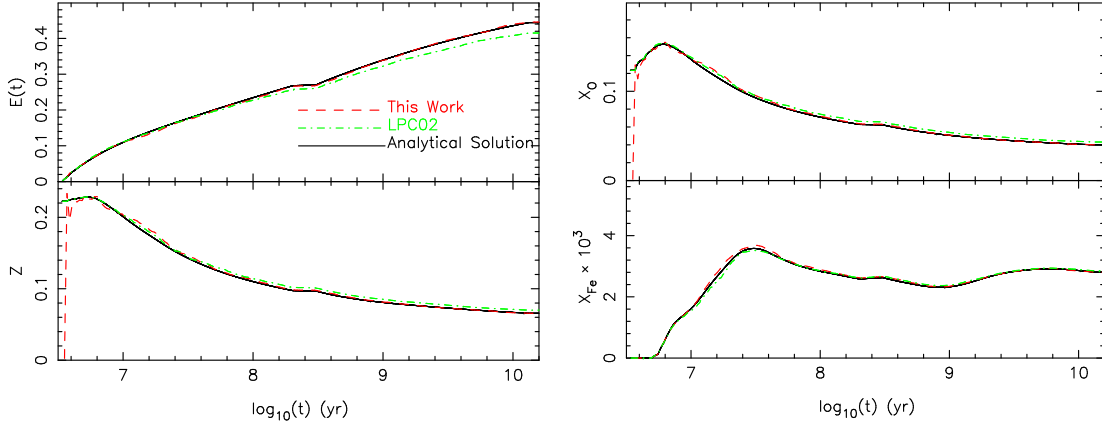 E(t)
0.4
0.3
0.2
0.1
0
This Work
LPC02
Analytical Solution
Z
0.2
0.1
0
7 8 9 10
log10(t) (yr)
XO
0.1
0
XFe × 10^3
4
2
0
7 8 9 10
log10(t) (yr)